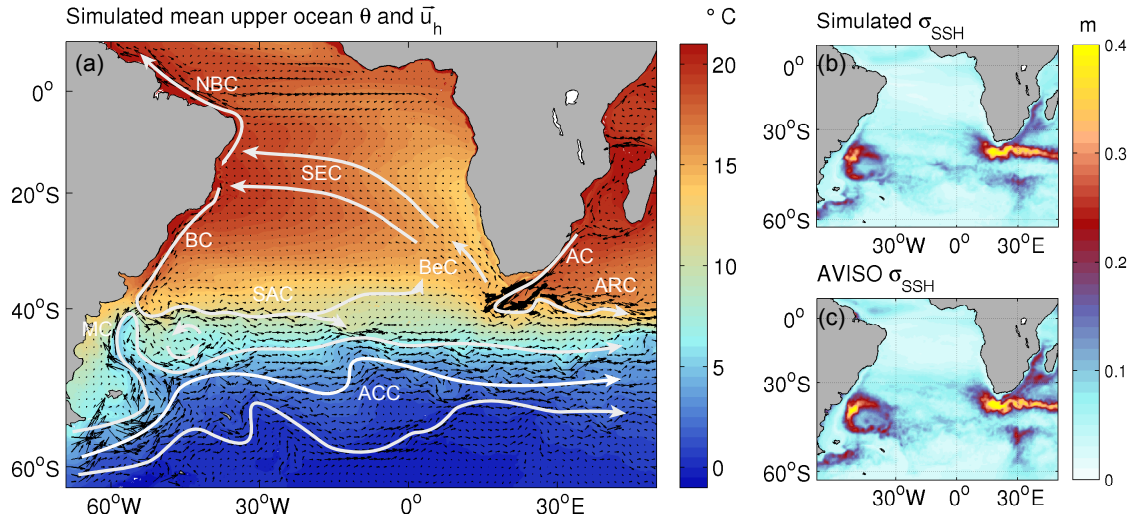 Simulated mean upper ocean θ and u⃗h
° C
(a)
NBC
SEC
BC
BeC
AC
SAC
ARC
MC
ACC
0°
20°S
40°S
60°S
60°W
30°W
0°
30°E
20
15
10
5
0
Simulated σSSH
m
(b)
0°
30°S
60°S
30°W
0°
30°E
AVISO σSSH
(c)
0°
30°S
60°S
30°W
0°
30°E
0.4
0.3
0.2
0.1
0